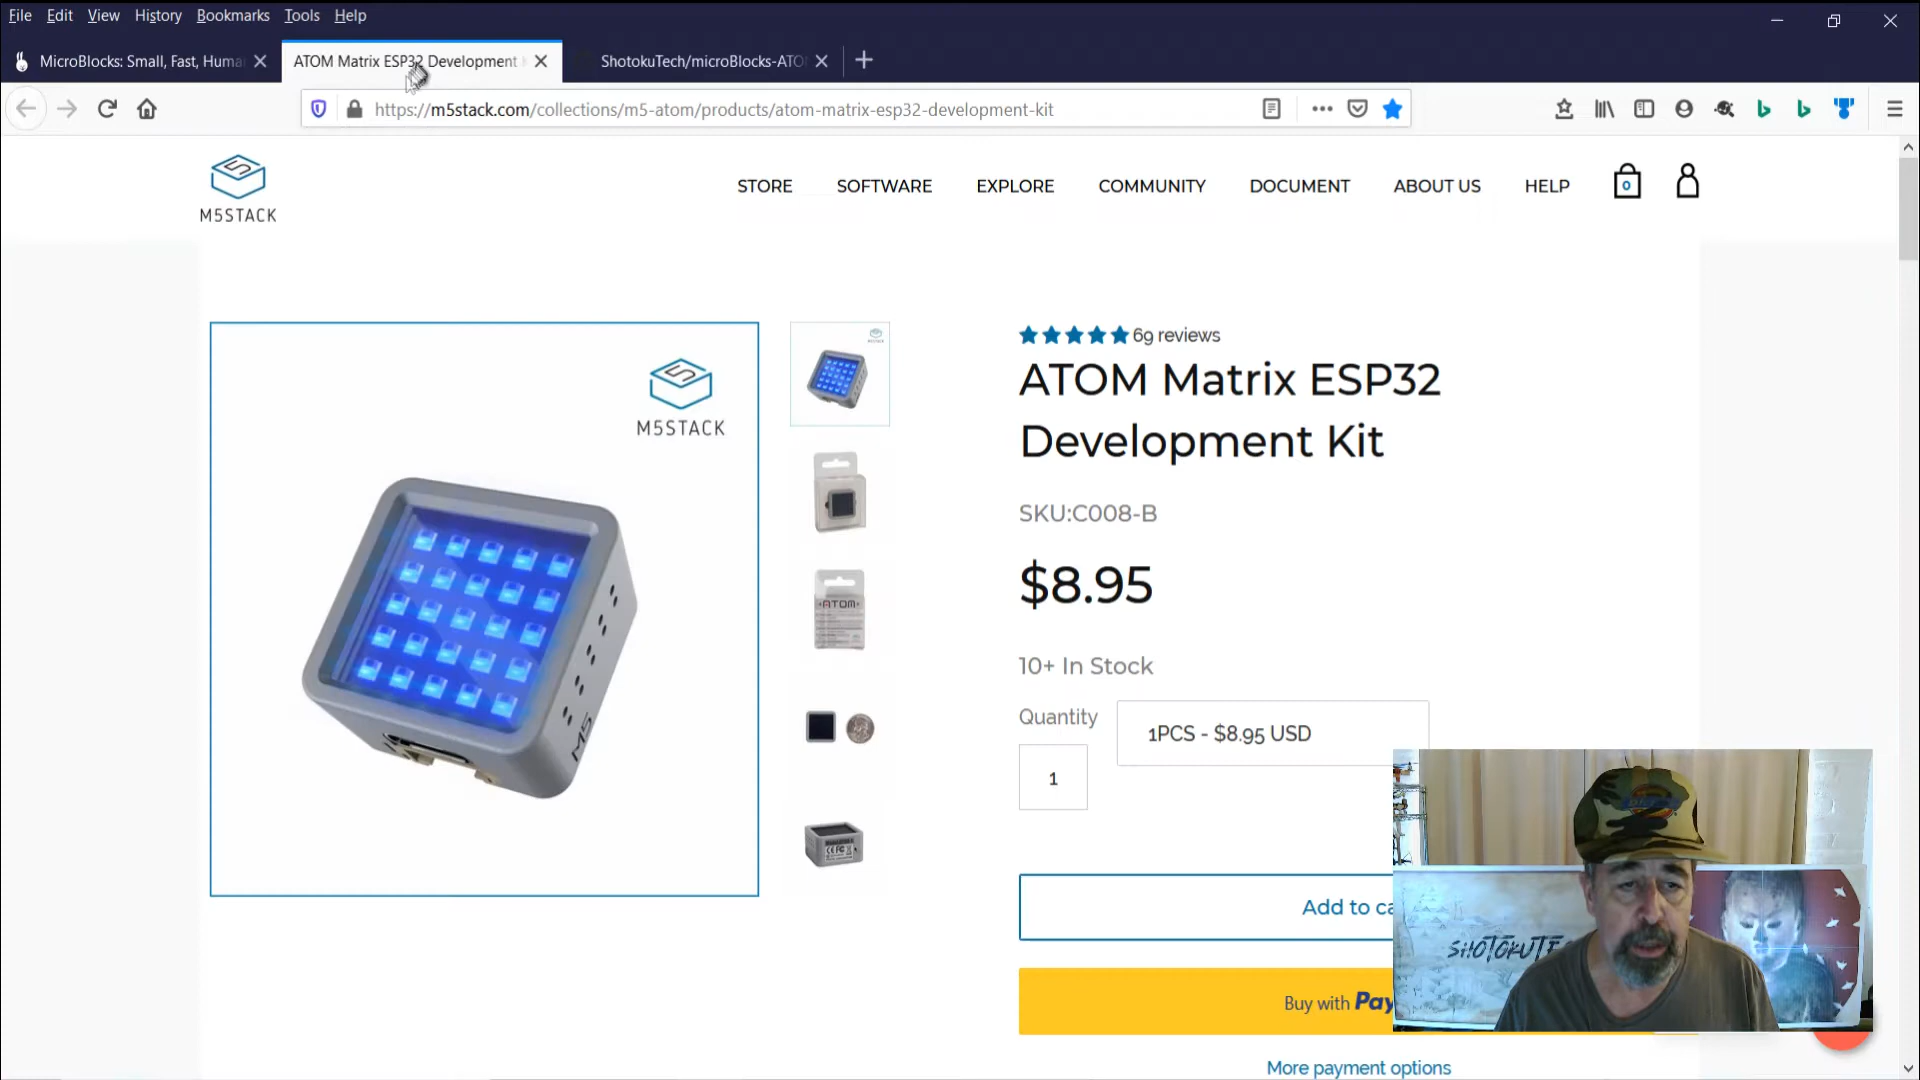 File Edit View History Bookmarks Tools Help
MicroBlocks: Small, Fast, Huma
ATOM Matrix ESP32 Development
ShotokuTech/microBlocks-ATO
https://m5stack.com/collections/m5-atom/products/atom-matrix-esp32-development-kit
M5STACK
STORE SOFTWARE EXPLORE COMMUNITY DOCUMENT ABOUT US HELP 0
M5STACK
M5
ATOM
69 reviews
ATOM Matrix ESP32
Development Kit
SKU:C008-B
$8.95
10+ In Stock
Quantity
1PCS - $8.95 USD
1
Add to ca
Buy with Pay
More payment options
SHOTOKUTE